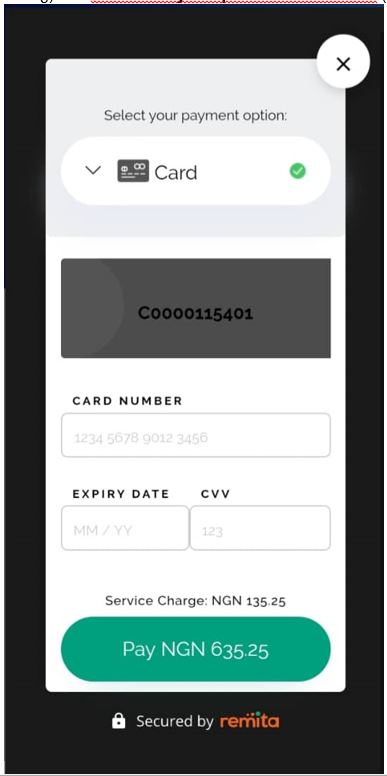 Select your payment option:
Card
C0000115401
CARD NUMBER
1234 5678 9012 3456
EXPIRY DATE CVV
MM / YY 123
Service Charge: NGN 135.25
Pay NGN 635.25
Secured by remita